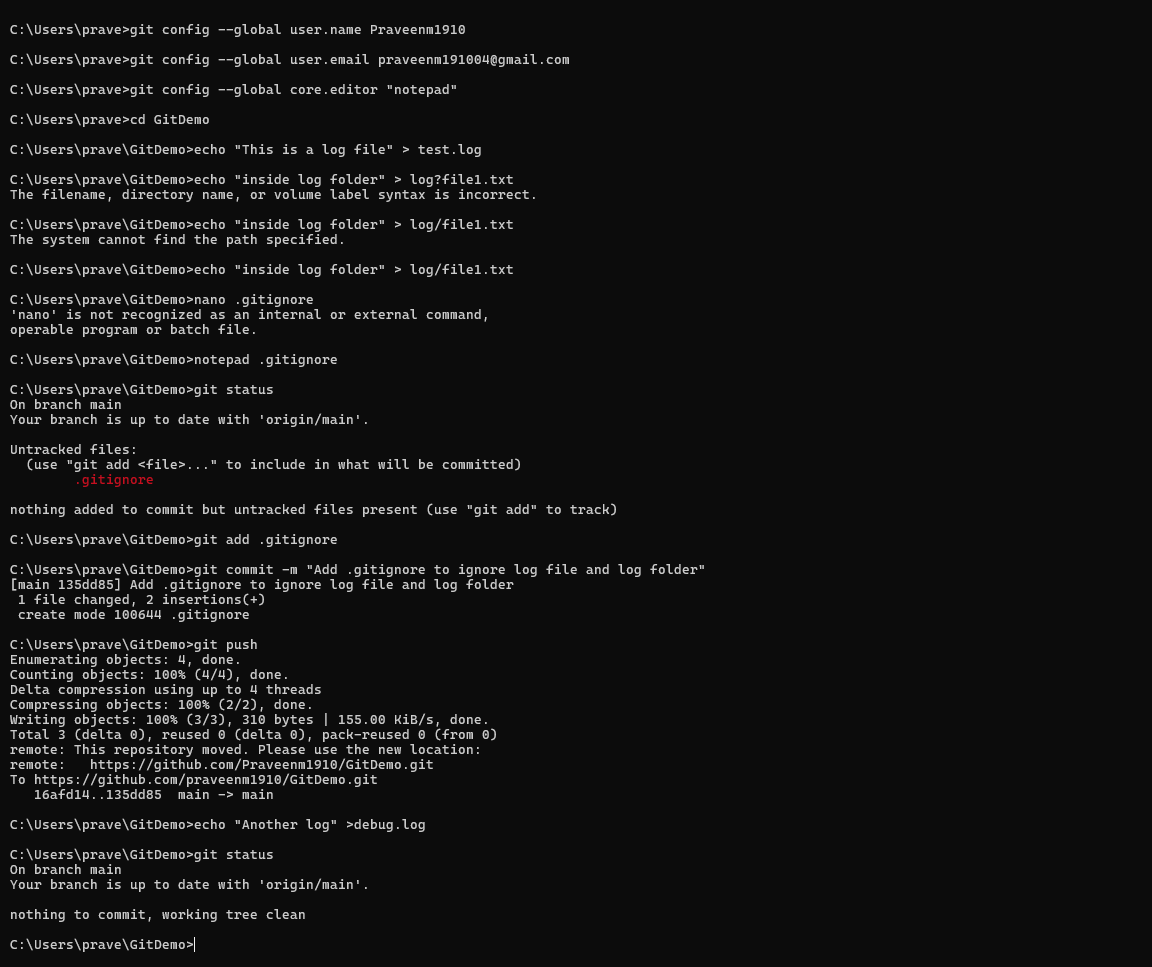 C:\Users\prave>git config --global user.name Praveenm1910
C:\Users\prave>git config --global user.email praveenm191004@gmail.com
C:\Users\prave>git config --global core.editor "notepad"
C:\Users\prave>cd GitDemo
C:\Users\prave\GitDemo>echo "This is a log file" > test.log
C:\Users\prave\GitDemo>echo "inside log folder" > log?file1.txt
The filename, directory name, or volume label syntax is incorrect.
C:\Users\prave\GitDemo>echo "inside log folder" > log/file1.txt
The system cannot find the path specified.
C:\Users\prave\GitDemo>echo "inside log folder" > log/file1.txt
C:\Users\prave\GitDemo>nano .gitignore
'nano' is not recognized as an internal or external command,
operable program or batch file.
C:\Users\prave\GitDemo>notepad .gitignore
C:\Users\prave\GitDemo>git status
On branch main
Your branch is up to date with 'origin/main'.
Untracked files:
  (use "git add <file>..." to include in what will be committed)
        .gitignore
nothing added to commit but untracked files present (use "git add" to track)
C:\Users\prave\GitDemo>git add .gitignore
C:\Users\prave\GitDemo>git commit -m "Add .gitignore to ignore log file and log folder"
[main 135dd85] Add .gitignore to ignore log file and log folder
 1 file changed, 2 insertions(+)
 create mode 100644 .gitignore
C:\Users\prave\GitDemo>git push
Enumerating objects: 4, done.
Counting objects: 100% (4/4), done.
Delta compression using up to 4 threads
Compressing objects: 100% (2/2), done.
Writing objects: 100% (3/3), 310 bytes | 155.00 KiB/s, done.
Total 3 (delta 0), reused 0 (delta 0), pack-reused 0 (from 0)
remote: This repository moved. Please use the new location:
remote:   https://github.com/Praveenm1910/GitDemo.git
To https://github.com/praveenm1910/GitDemo.git
   16afd14..135dd85  main -> main
C:\Users\prave\GitDemo>echo "Another log" >debug.log
C:\Users\prave\GitDemo>git status
On branch main
Your branch is up to date with 'origin/main'.
nothing to commit, working tree clean
C:\Users\prave\GitDemo>